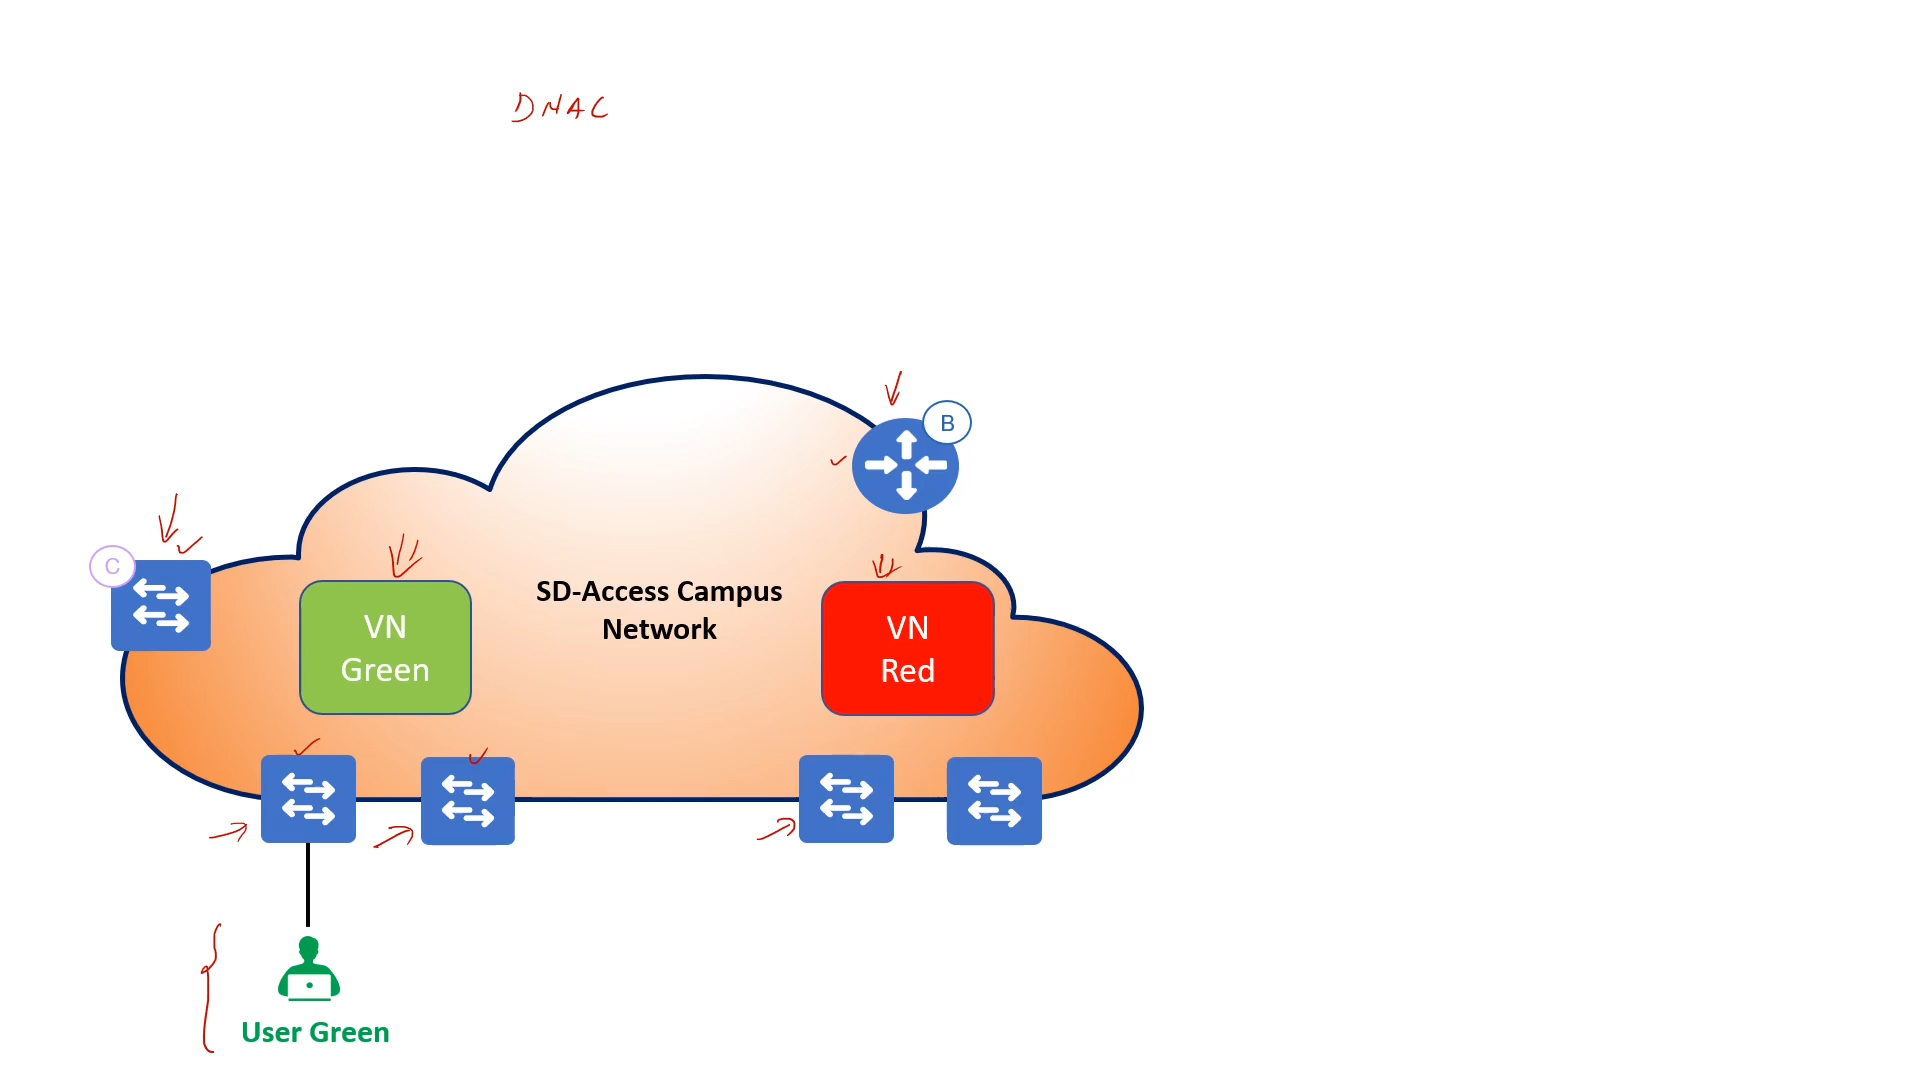 DNAC
B
C
SD-Access Campus
Network
VN
Green
VN
Red
User Green